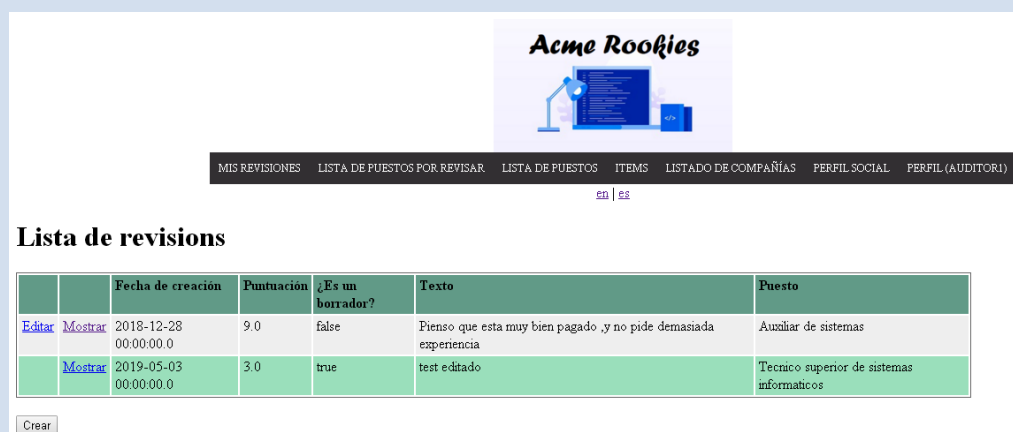 Acme Rookies
</>
MIS REVISIONES LISTA DE PUESTOS POR REVISAR LISTA DE PUESTOS ITEMS LISTADO DE COMPAÑÍAS PERFIL SOCIAL PERFIL (AUDITOR1)
en | es
Lista de revisions
Fecha de creación Puntuación ¿Es un Texto Puesto
borrador?
Editar Mostrar 2018-12-28 9.0 false Pienso que esta muy bien pagado ,y no pide demasiada Auxiliar de sistemas
00:00:00.0 experiencia
Mostrar 2019-05-03 3.0 true test editado Tecnico superior de sistemas
00:00:00.0 informaticos
Crear